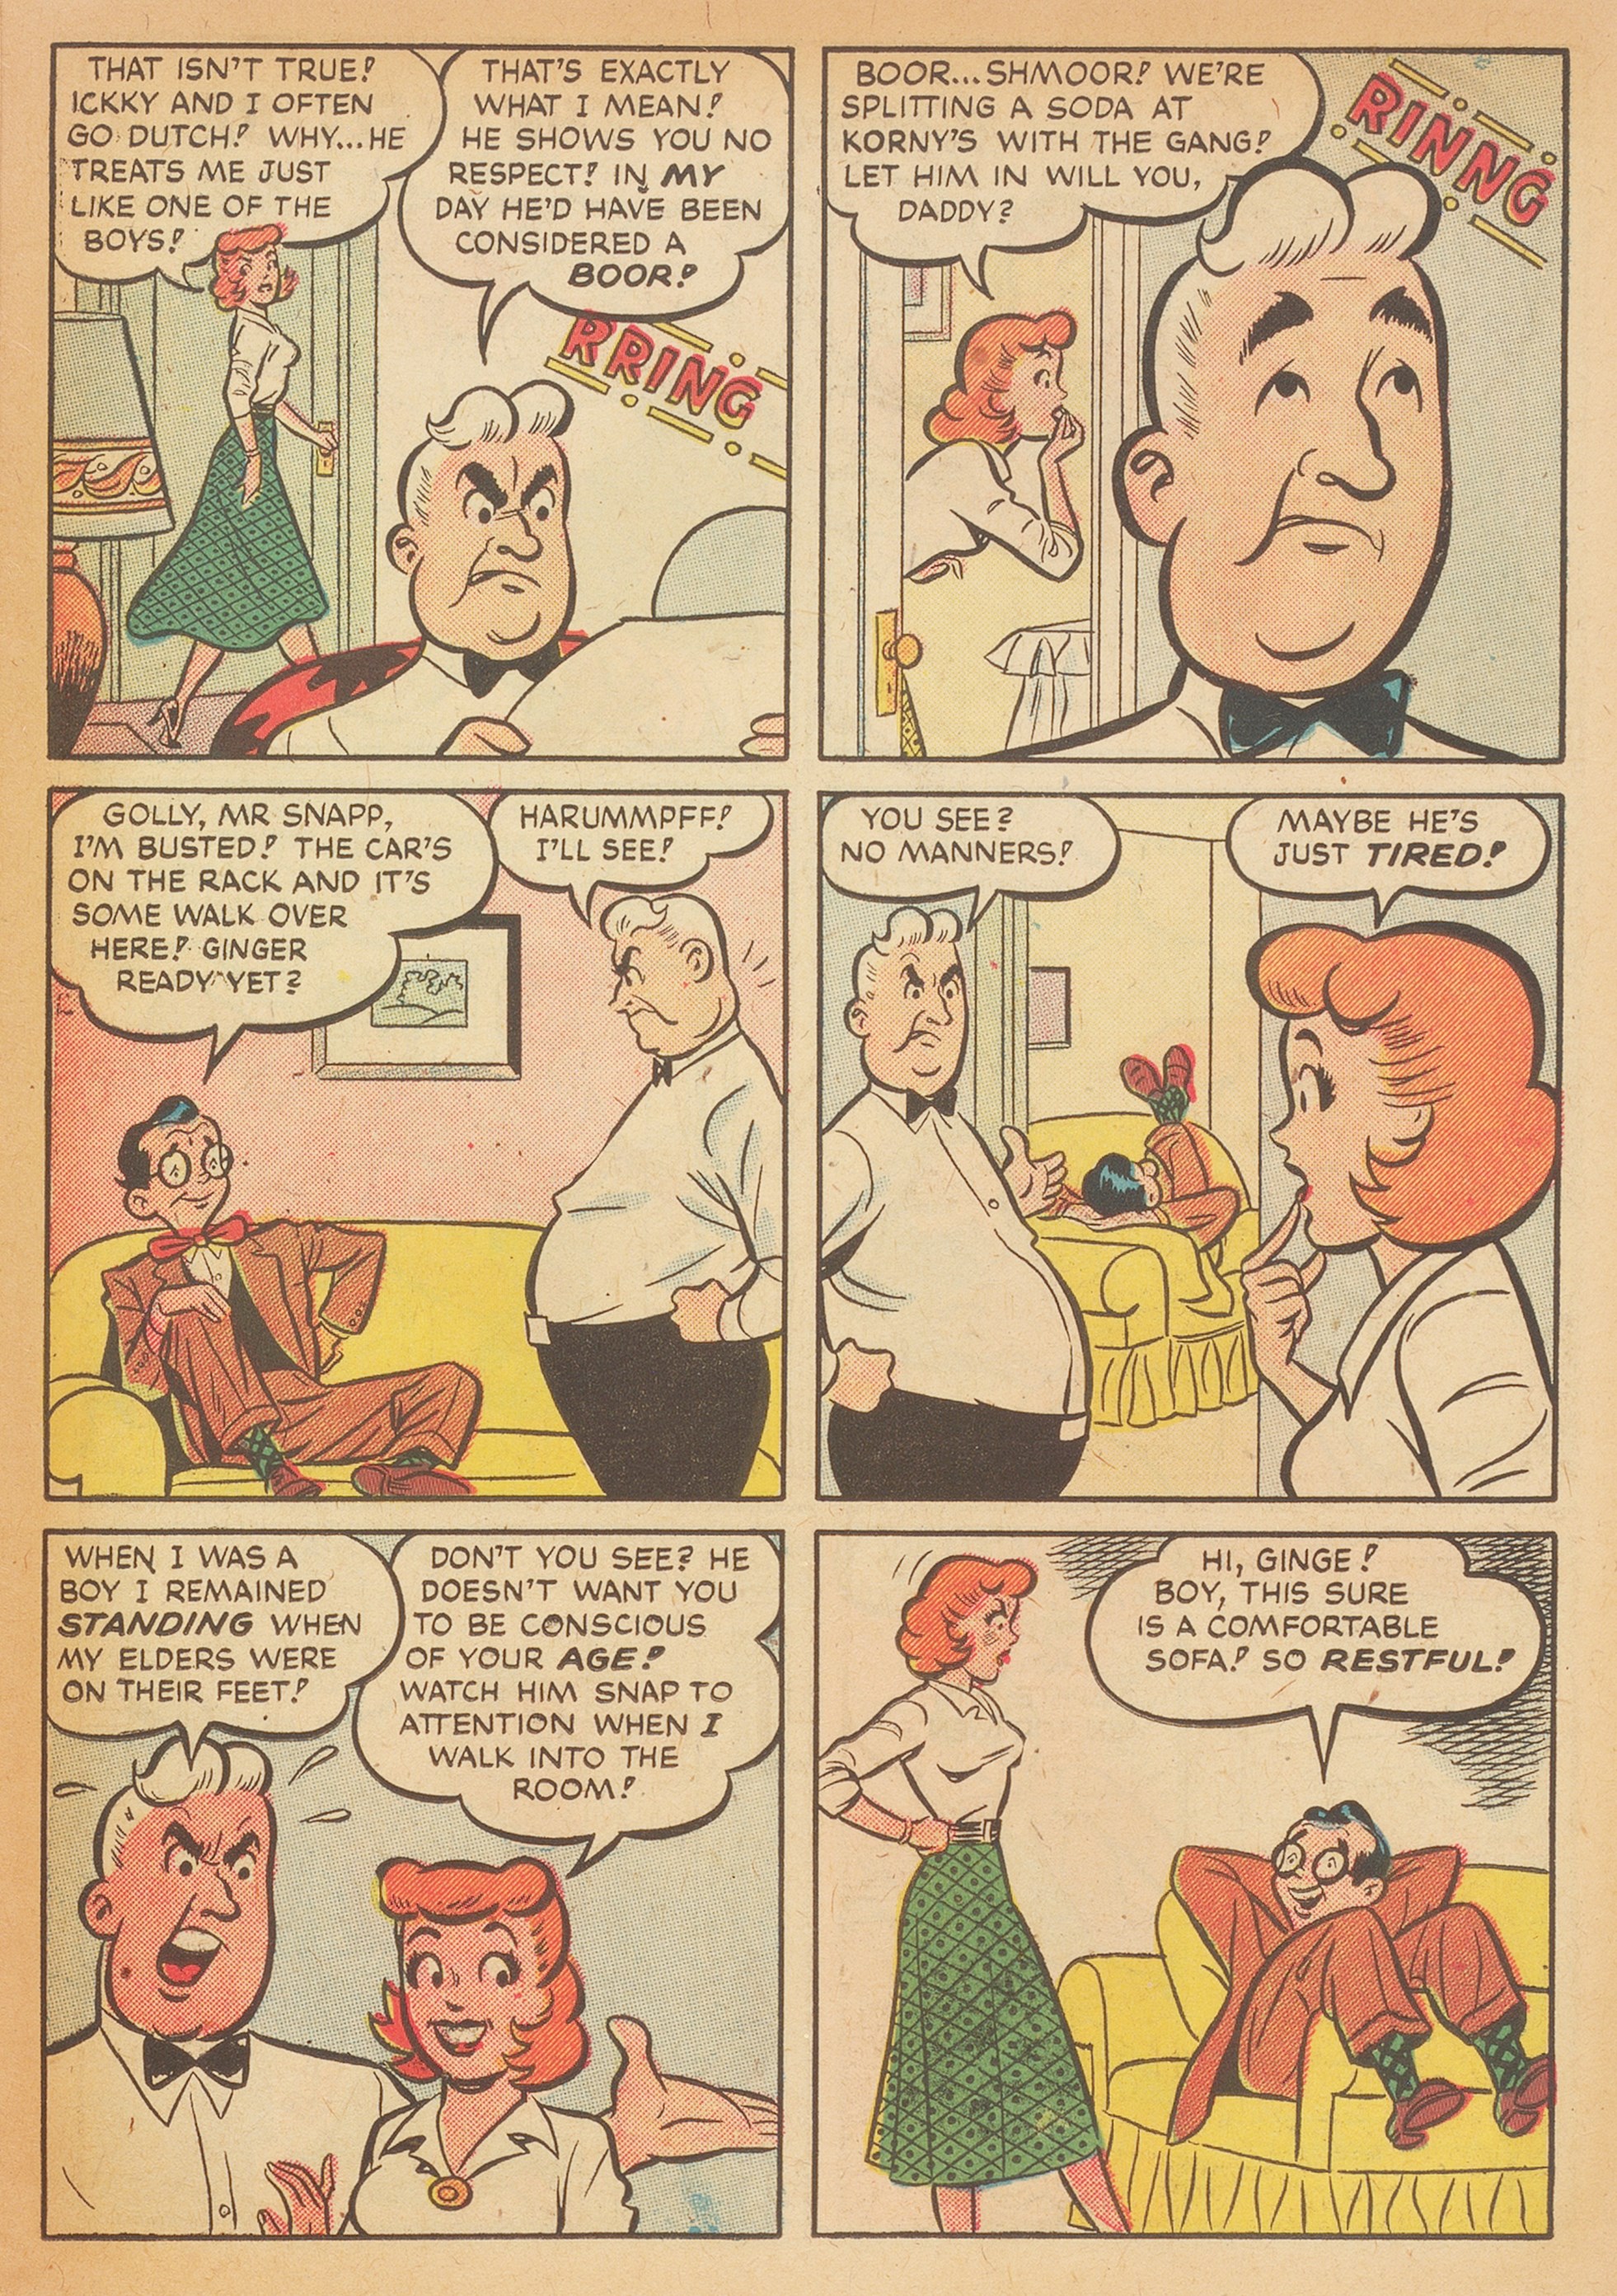 THAT ISN'T TRUE!
ICKKY AND I OFTEN
GO DUTCH! WHY...HE
TREATS ME JUST
LIKE ONE OF THE
BOYS!
THAT'S EXACTLY
WHAT I MEAN!
HE SHOWS YOU NO
RESPECT! IN MY
DAY HE'D HAVE BEEN
CONSIDERED A
BOOR!
RRING
BOOR...SHMOOR! WE'RE
SPLITTING A SODA AT
KORNY'S WITH THE GANG!
LET HIM IN WILL YOU,
DADDY?
RINNG
GOLLY, MR SNAPP,
I'M BUSTED! THE CAR'S
ON THE RACK AND IT'S
SOME WALK OVER
HERE! GINGER
READY YET?
HARUMMPFF!
I'LL SEE!
YOU SEE?
NO MANNERS!
MAYBE HE'S
JUST TIRED!
WHEN I WAS A
BOY I REMAINED
STANDING WHEN
MY ELDERS WERE
ON THEIR FEET!
DON'T YOU SEE? HE
DOESN'T WANT YOU
TO BE CONSCIOUS
OF YOUR AGE!
WATCH HIM SNAP TO
ATTENTION WHEN I
WALK INTO THE
ROOM!
HI, GINGE!
BOY, THIS SURE
IS A COMFORTABLE
SOFA! SO RESTFUL!